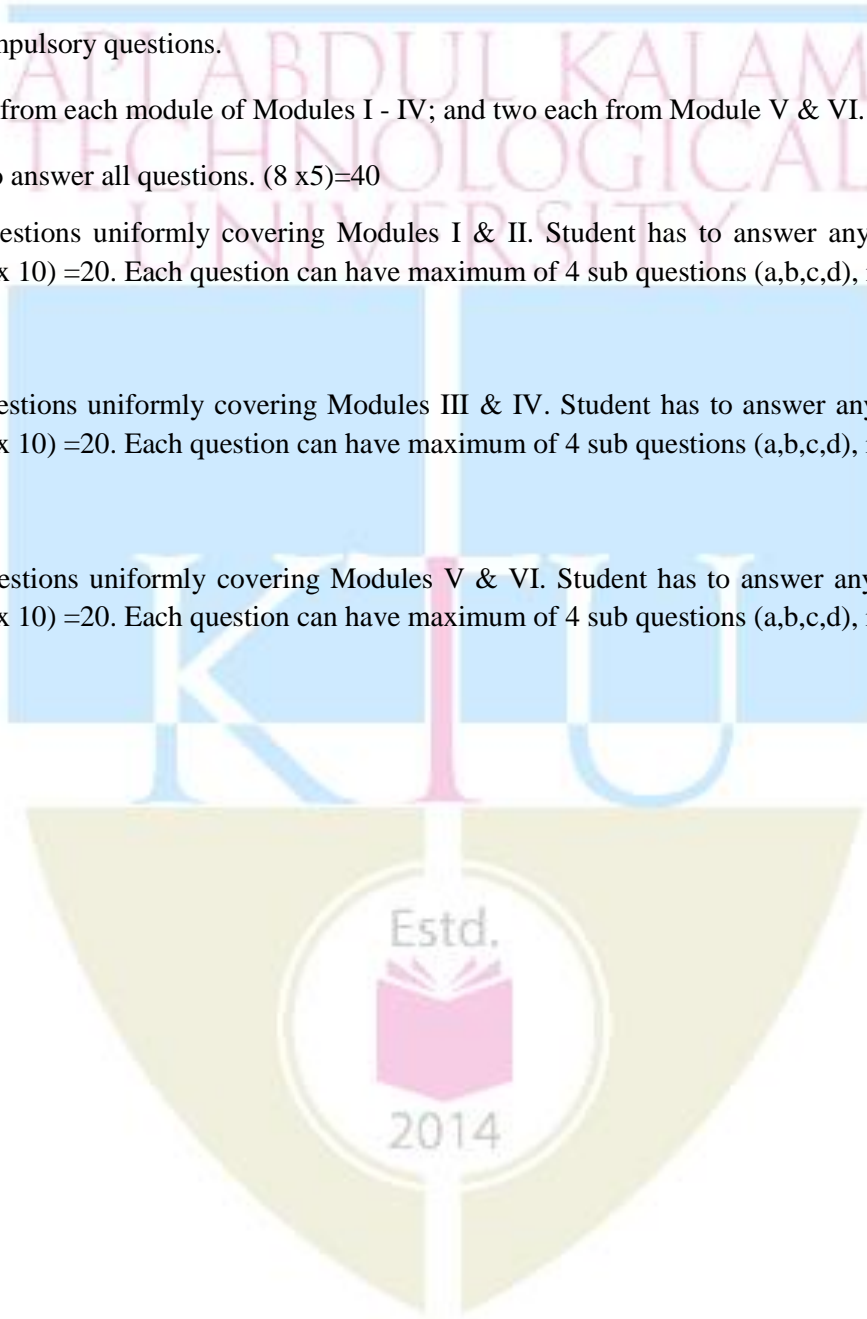 API ABDUL KALAM
TECHNOLOGICAL
UNIVERSITY
mpulsory questions.
from each module of Modules I - IV; and two each from Module V & VI.
o answer all questions. (8 x5)=40
estions uniformly covering Modules I & II. Student has to answer any
x 10) =20. Each question can have maximum of 4 sub questions (a,b,c,d),
estions uniformly covering Modules III & IV. Student has to answer any
x 10) =20. Each question can have maximum of 4 sub questions (a,b,c,d),
estions uniformly covering Modules V & VI. Student has to answer any
x 10) =20. Each question can have maximum of 4 sub questions (a,b,c,d),
KTU
Estd.
2014